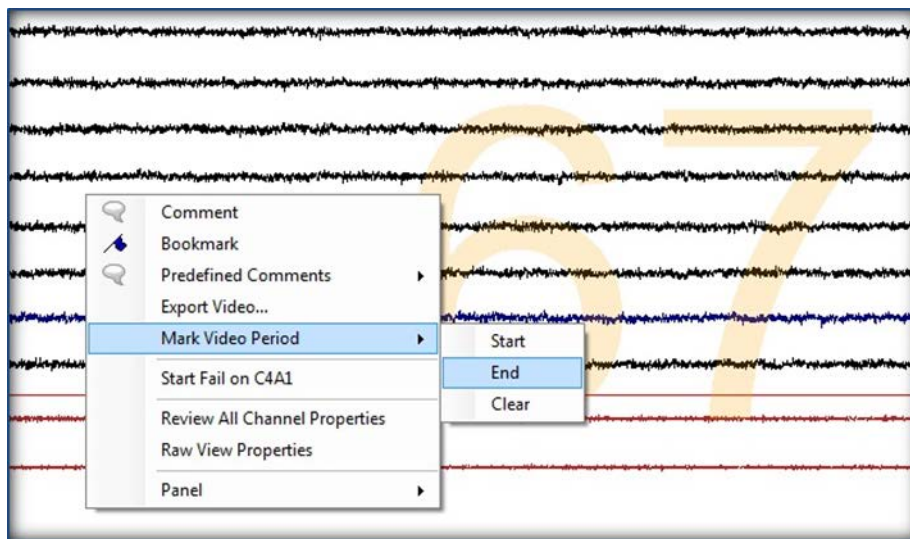 67
Comment
Bookmark
Predefined Comments
Export Video...
Mark Video Period
Start
End
Clear
Start Fail on C4A1
Review All Channel Properties
Raw View Properties
Panel